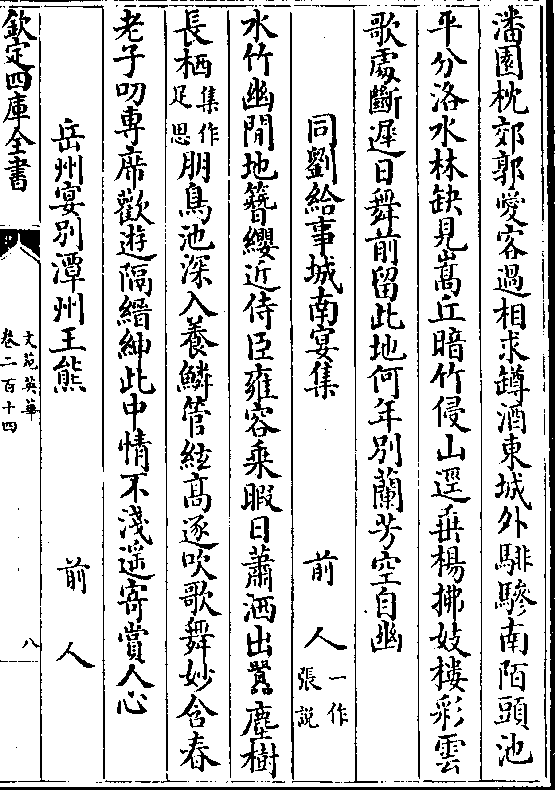 潘園枕郊郭愛客過相求鐏酒東城外騑驂南陌頭池
平分洛水林缺見嵩丘暗竹侵山逕垂楊拂妓樓彩雲
歌處斷遲日舞前留此地何年別蘭芳空自幽
同劉給事城南宴集 前人一作張說
水竹幽閒地簪纓近侍臣雍容乘暇日蕭洒出囂塵樹
長栖集作足思朋鳥池深入養鱗管絃高逐吹歌舞妙含春
老子叨專席歡遊隔縉紳此中情不淺遥寄賞人心
岳州宴別潭州王熊 前人
欽定四庫全書
文苑英華
卷二百十四
八